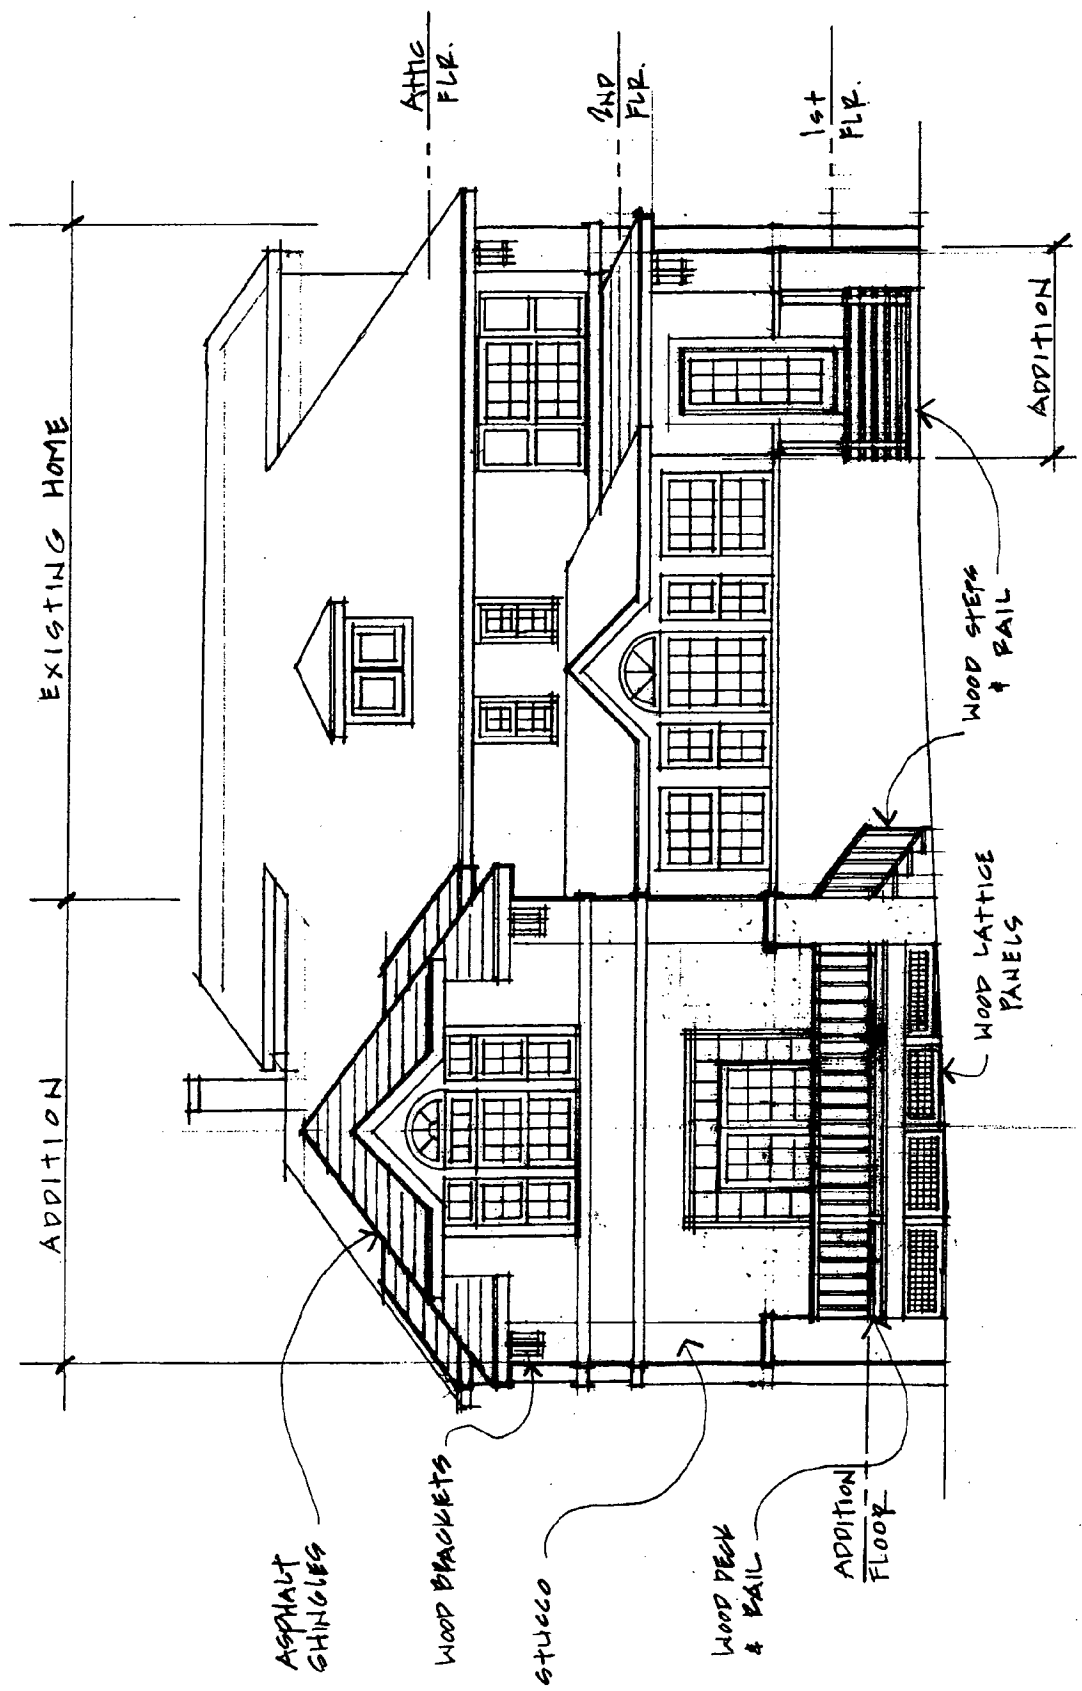 ADDITION
EXISTING HOME
ATTIC
FLR.
2ND
FLR.
1st
FLR.
ADDITION
ASPHALT
SHINGLES
WOOD BRACKETS
STUCCO
WOOD DECK
& RAIL
ADDITION
FLOOR
WOOD LATTICE
PANELS
WOOD STEPS
& RAIL